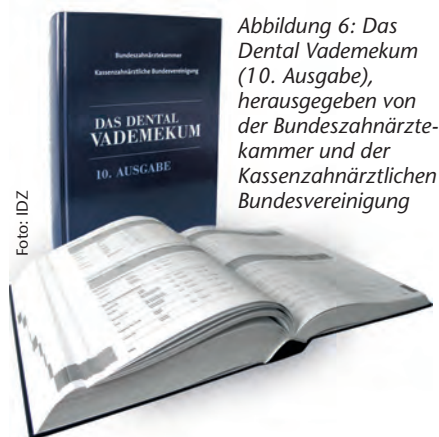 Bundeszahnärztekammer
Kassenzahnärztliche Bundesvereinigung
DAS DENTAL
VADEMEKUM
10. AUSGABE
Foto: IDZ
Abbildung 6: Das
Dental Vademekum
(10. Ausgabe),
herausgegeben von
der Bundeszahnärzte-
kammer und der
Kassenzahnärztlichen
Bundesvereinigung